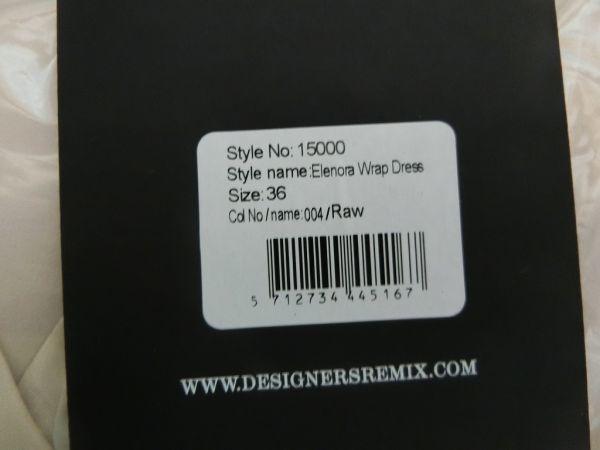 Style No: 15000
Style name:Elenora Wrap Dress
Size:36
Col No/name:004/Raw
5 712734 445167
WWW.DESIGNERSREMIX.COM